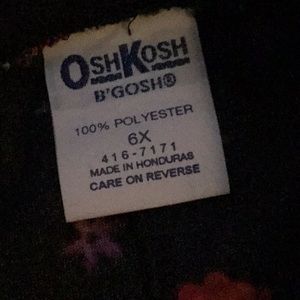 OSHKOSH
B'GOSH®
100% POLYESTER
6X
416-7171
MADE IN HONDURAS
CARE ON REVERSE